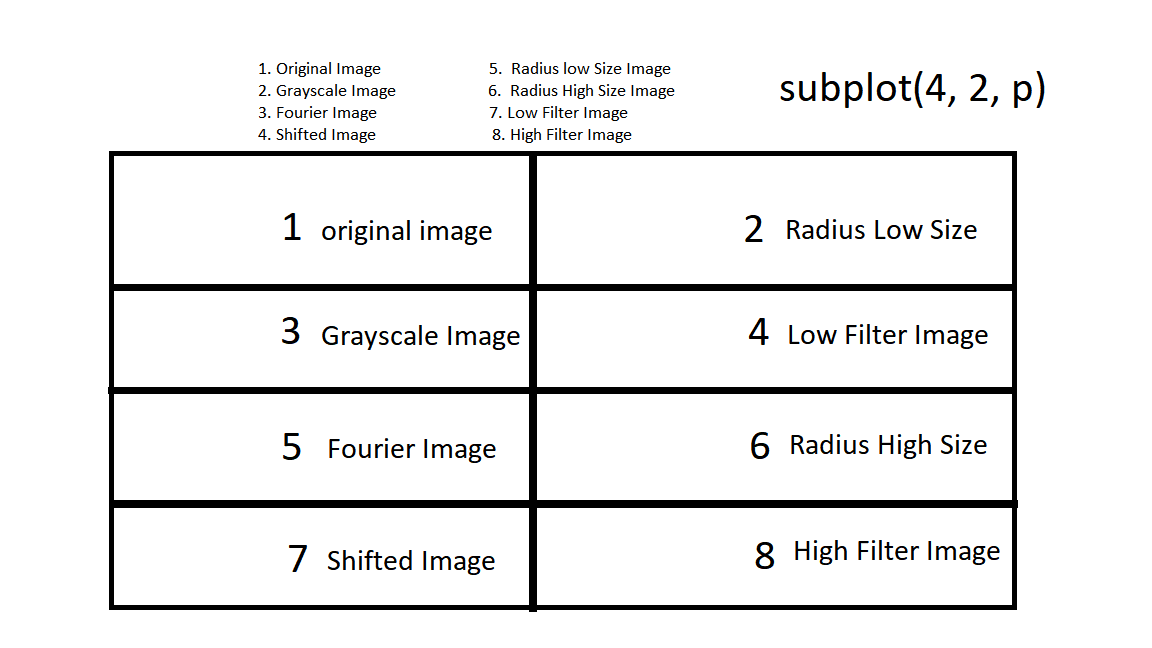 1. Original Image
2. Grayscale Image
3. Fourier Image
4. Shifted Image
5. Radius low Size Image
6. Radius High Size Image
7. Low Filter Image
8. High Filter Image
subplot(4, 2, p)
1 original image
2 Radius Low Size
3 Grayscale Image
4 Low Filter Image
5 Fourier Image
6 Radius High Size
7 Shifted Image
8 High Filter Image